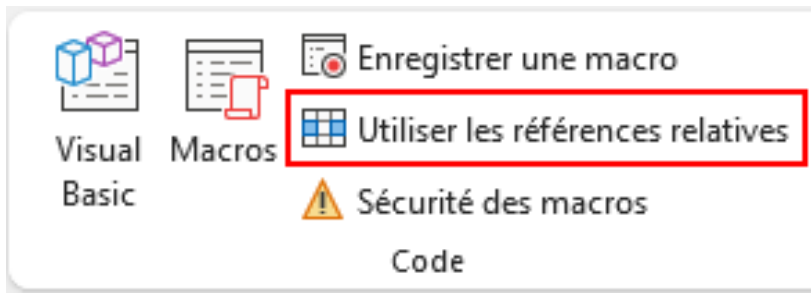 Visual
Basic
Macros
Enregistrer une macro
Utiliser les références relatives
Sécurité des macros
Code